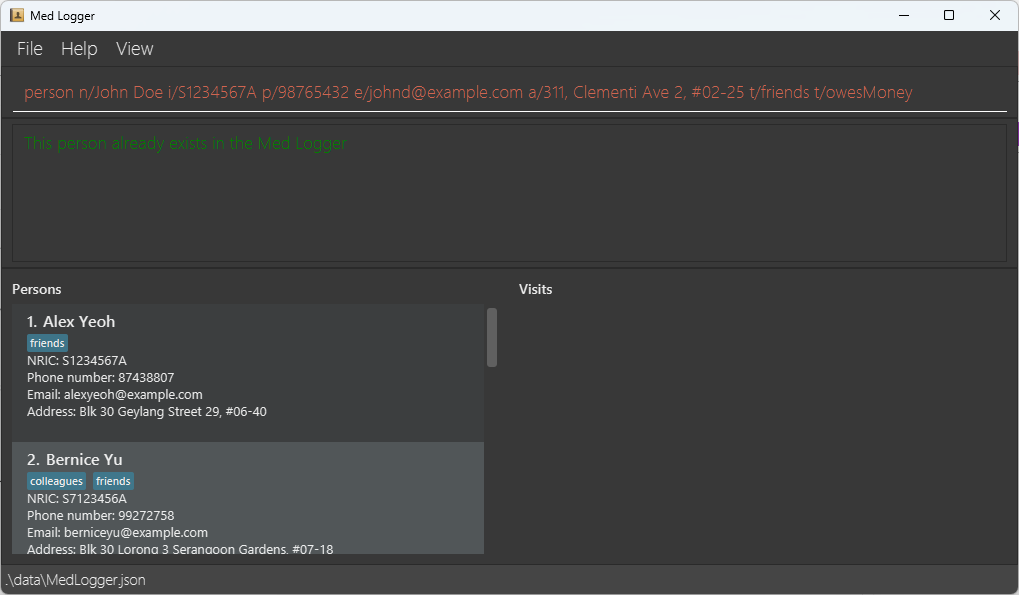 Med Logger
File Help View
person n/John Doe i/S1234567A p/98765432 e/johnd@example.com a/311, Clementi Ave 2, #02-25 t/friends t/owesMoney
This person already exists in the Med Logger
Persons
1. Alex Yeoh
friends
NRIC: S1234567A
Phone number: 87438807
Email: alexyeoh@example.com
Address: Blk 30 Geylang Street 29, #06-40
2. Bernice Yu
colleagues friends
NRIC: S7123456A
Phone number: 99272758
Email: berniceyu@example.com
Address: Blk 30 Lorong 3 Serangoon Gardens, #07-18
Visits
.\data\MedLogger.json